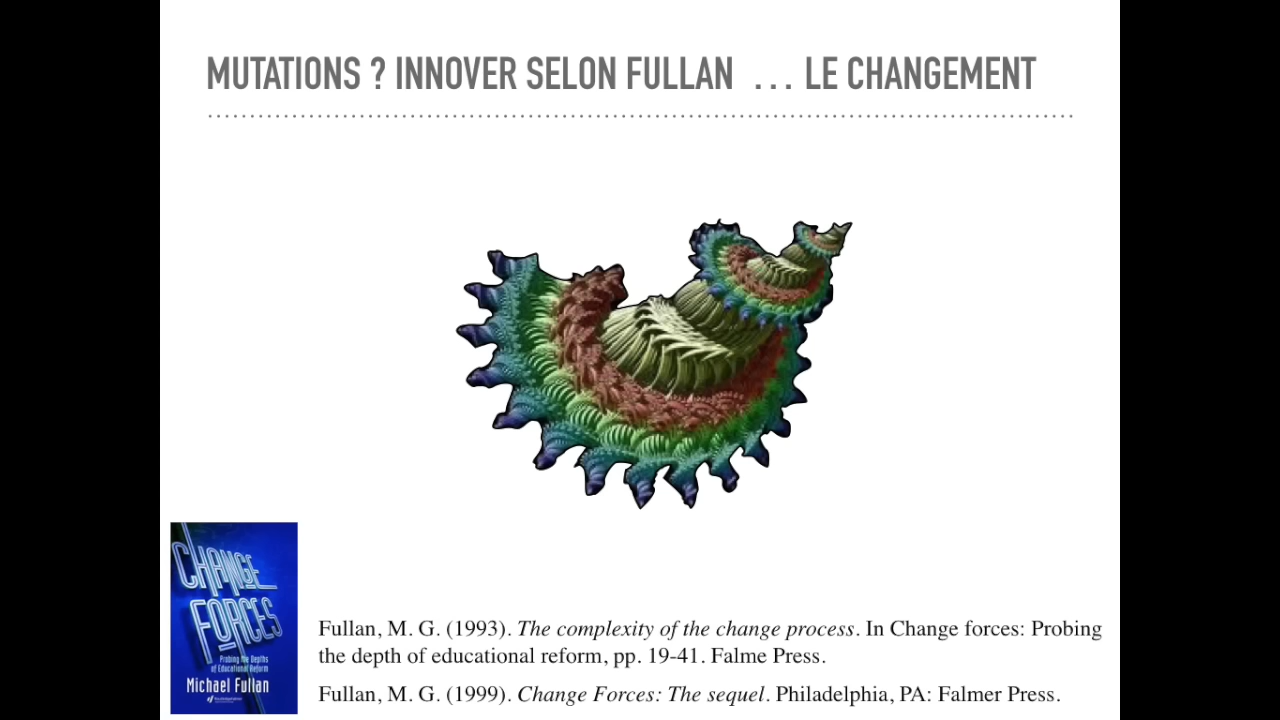 MUTATIONS ? INNOVER SELON FULLAN ... LE CHANGEMENT
CHANGE
FORCES
Probing the Depths
of Educational Reform
Michael Fullan
Fullan, M. G. (1993). The complexity of the change process. In Change forces: Probing
the depth of educational reform, pp. 19-41. Falme Press.
Fullan, M. G. (1999). Change Forces: The sequel. Philadelphia, PA: Falmer Press.